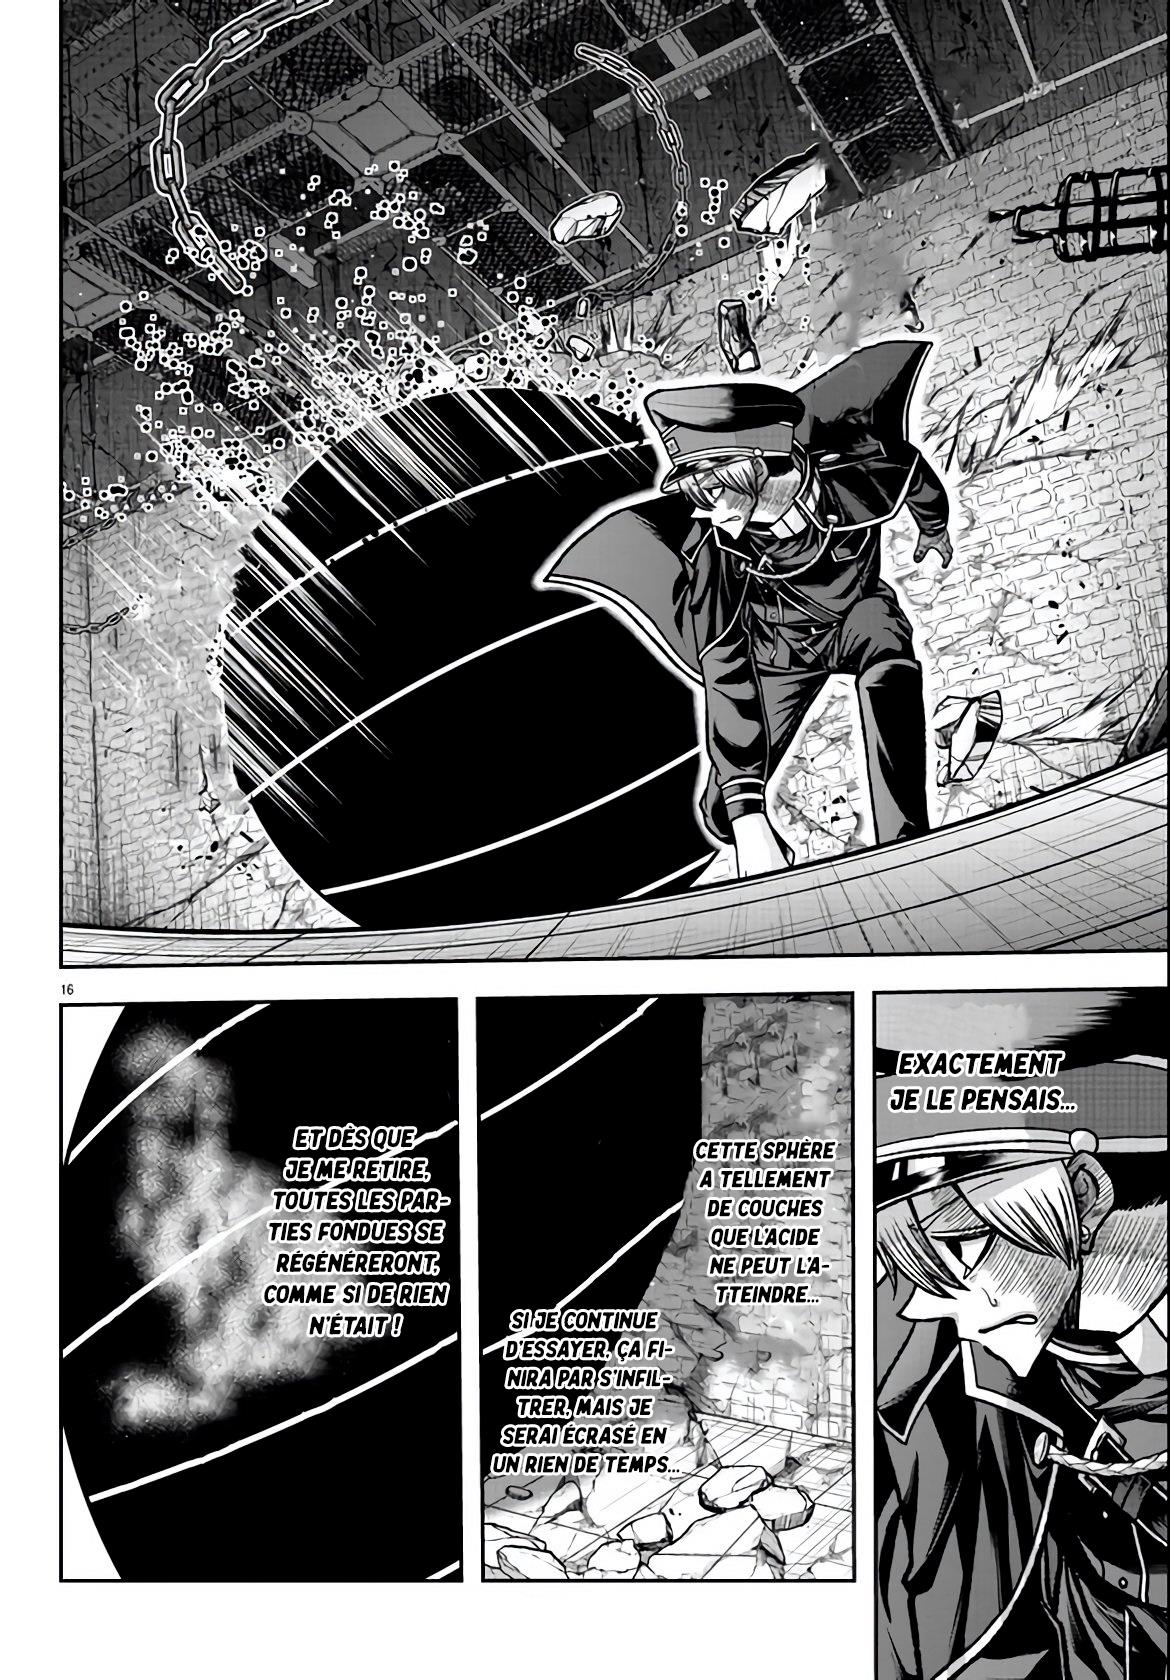 16
EXACTEMENT
JE LE PENSAIS...
CETTE SPHÈRE
A TELLEMENT
DE COUCHES
QUE L'ACIDE
NE PEUT L'A-
TTEINDRE...
SI JE CONTINUE
D'ESSAYER, ÇA FI-
NIRA PAR S'INFIL-
TRER, MAIS JE
SERAI ÉCRASÉ EN
UN RIEN DE TEMPS...
ET DÈS QUE
JE ME RETIRE,
TOUTES LES PAR-
TIES FONDUES SE
RÉGÉNÉRERONT,
COMME SI DE RIEN
N'ÉTAIT !